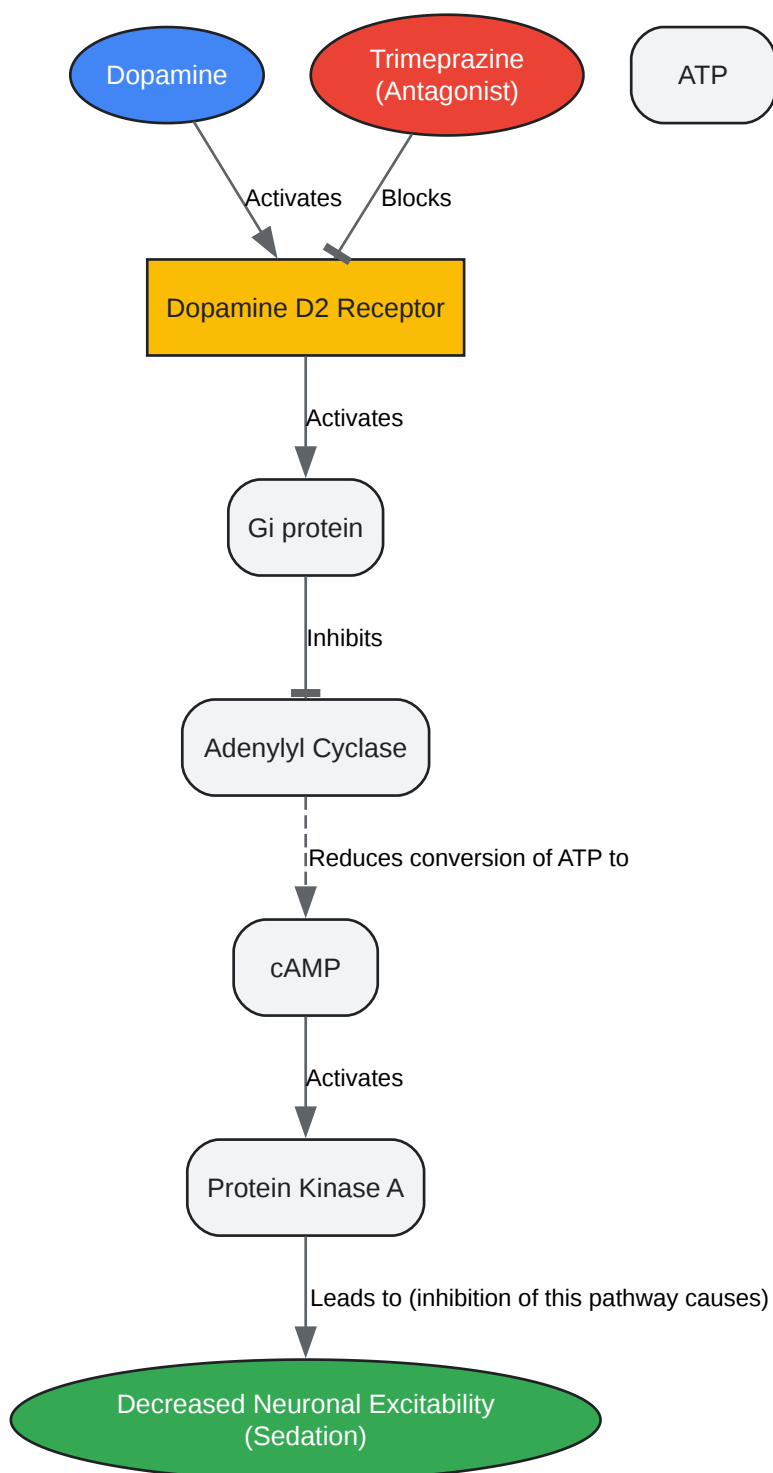 Dopamine
Trimeprazine
(Antagonist)
ATP
Activates
Blocks
Dopamine D2 Receptor
Activates
Gi protein
Inhibits
Adenylyl Cyclase
Reduces conversion of ATP to
cAMP
Activates
Protein Kinase A
Leads to (inhibition of this pathway causes)
Decreased Neuronal Excitability
(Sedation)